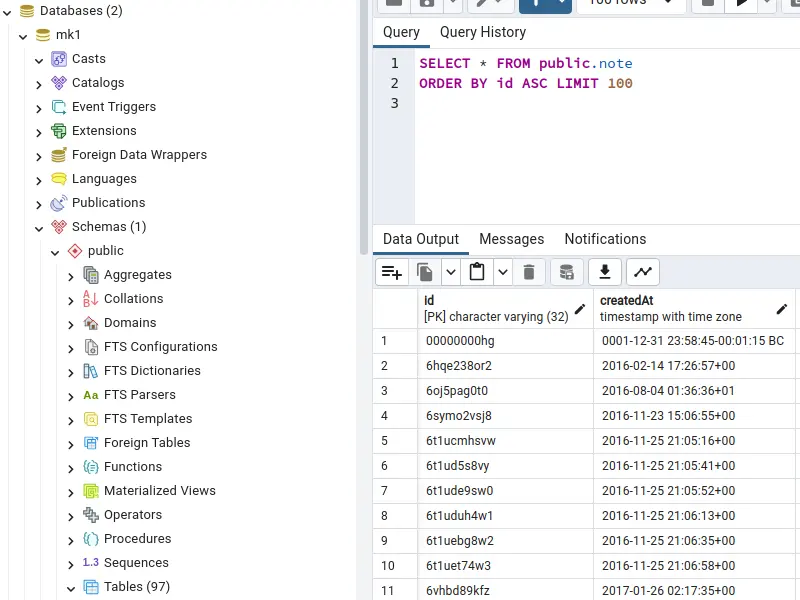 Databases (2)
mk1
Casts
Catalogs
Event Triggers
Extensions
Foreign Data Wrappers
Languages
Publications
Schemas (1)
public
Aggregates
Collations
Domains
FTS Configurations
FTS Dictionaries
Aa FTS Parsers
FTS Templates
Foreign Tables
Functions
Materialized Views
Operators
Procedures
1.3 Sequences
Tables (97)
100 rows
Query Query History
1 SELECT * FROM public.note
2 ORDER BY id ASC LIMIT 100
3
Data Output Messages Notifications
id createdAt
[PK] character varying (32) timestamp with time zone
1 00000000hg 0001-12-31 23:58:45-00:01:15 BC
2 6hqe238or2 2016-02-14 17:26:57+00
3 6oj5pag0t0 2016-08-04 01:36:36+01
4 6symo2vsj8 2016-11-23 15:06:55+00
5 6t1ucmhsvw 2016-11-25 21:05:16+00
6 6t1ud5s8vy 2016-11-25 21:05:41+00
7 6t1ude9sw0 2016-11-25 21:05:52+00
8 6t1uduh4w1 2016-11-25 21:06:13+00
9 6t1uebg8w2 2016-11-25 21:06:35+00
10 6t1uet74w3 2016-11-25 21:06:58+00
11 6vhbd89kfz 2017-01-26 02:17:35+00